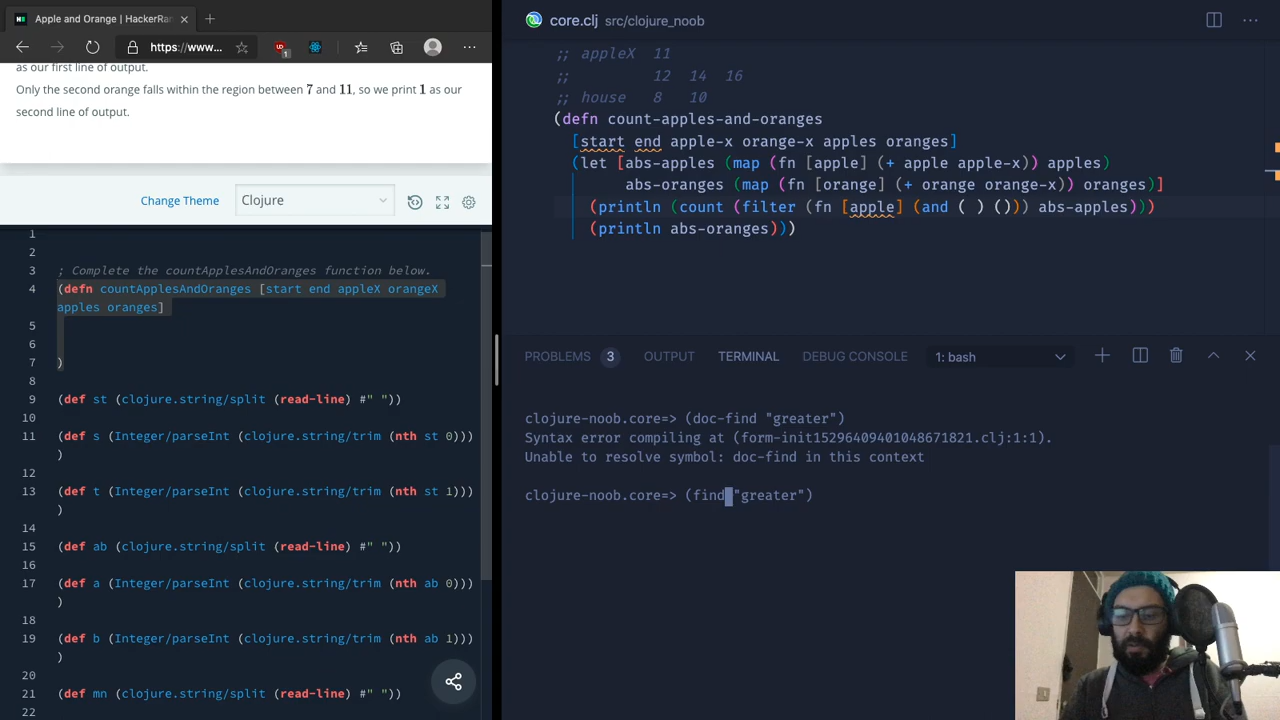 Apple and Orange | HackerRan
https://www...
1
as our first line of output.
Only the second orange falls within the region between 7 and 11, so we print 1 as our
second line of output.
Change Theme
Clojure
1
2
3 ; Complete the countApplesAndOranges function below.
4 (defn countApplesAndOranges [start end appleX orangeX
apples oranges]
5
6
7 )
8
9 (def st (clojure.string/split (read-line) #" "))
10
11 (def s (Integer/parseInt (clojure.string/trim (nth st 0)))
)
12
13 (def t (Integer/parseInt (clojure.string/trim (nth st 1)))
)
14
15 (def ab (clojure.string/split (read-line) #" "))
16
17 (def a (Integer/parseInt (clojure.string/trim (nth ab 0)))
)
18
19 (def b (Integer/parseInt (clojure.string/trim (nth ab 1)))
)
20
21 (def mn (clojure.string/split (read-line) #" "))
22
core.clj src/clojure_noob
;; appleX 11
;; 12 14 16
;; house 8 10
(defn count-apples-and-oranges
[start end apple-x orange-x apples oranges]
(let [abs-apples (map (fn [apple] (+ apple apple-x)) apples)
abs-oranges (map (fn [orange] (+ orange orange-x)) oranges)]
(println (count (filter (fn [apple] (and ( ) ())) abs-apples)))
(println abs-oranges)))
PROBLEMS 3 OUTPUT TERMINAL DEBUG CONSOLE 1: bash
clojure-noob.core=> (doc-find "greater")
Syntax error compiling at (form-init15296409401048671821.clj:1:1).
Unable to resolve symbol: doc-find in this context
clojure-noob.core=> (find "greater")